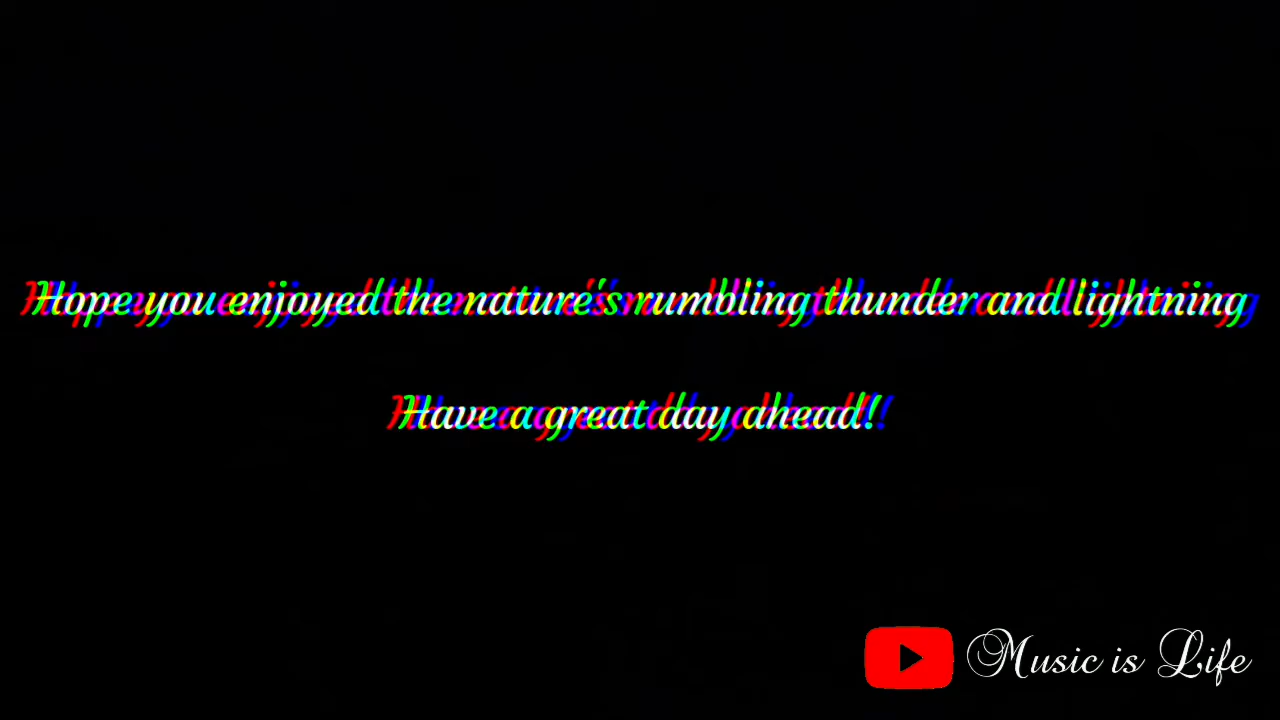 Hope you enjoyed the nature's rumbling thunder and lightning
Have a great day ahead!
Music is Life